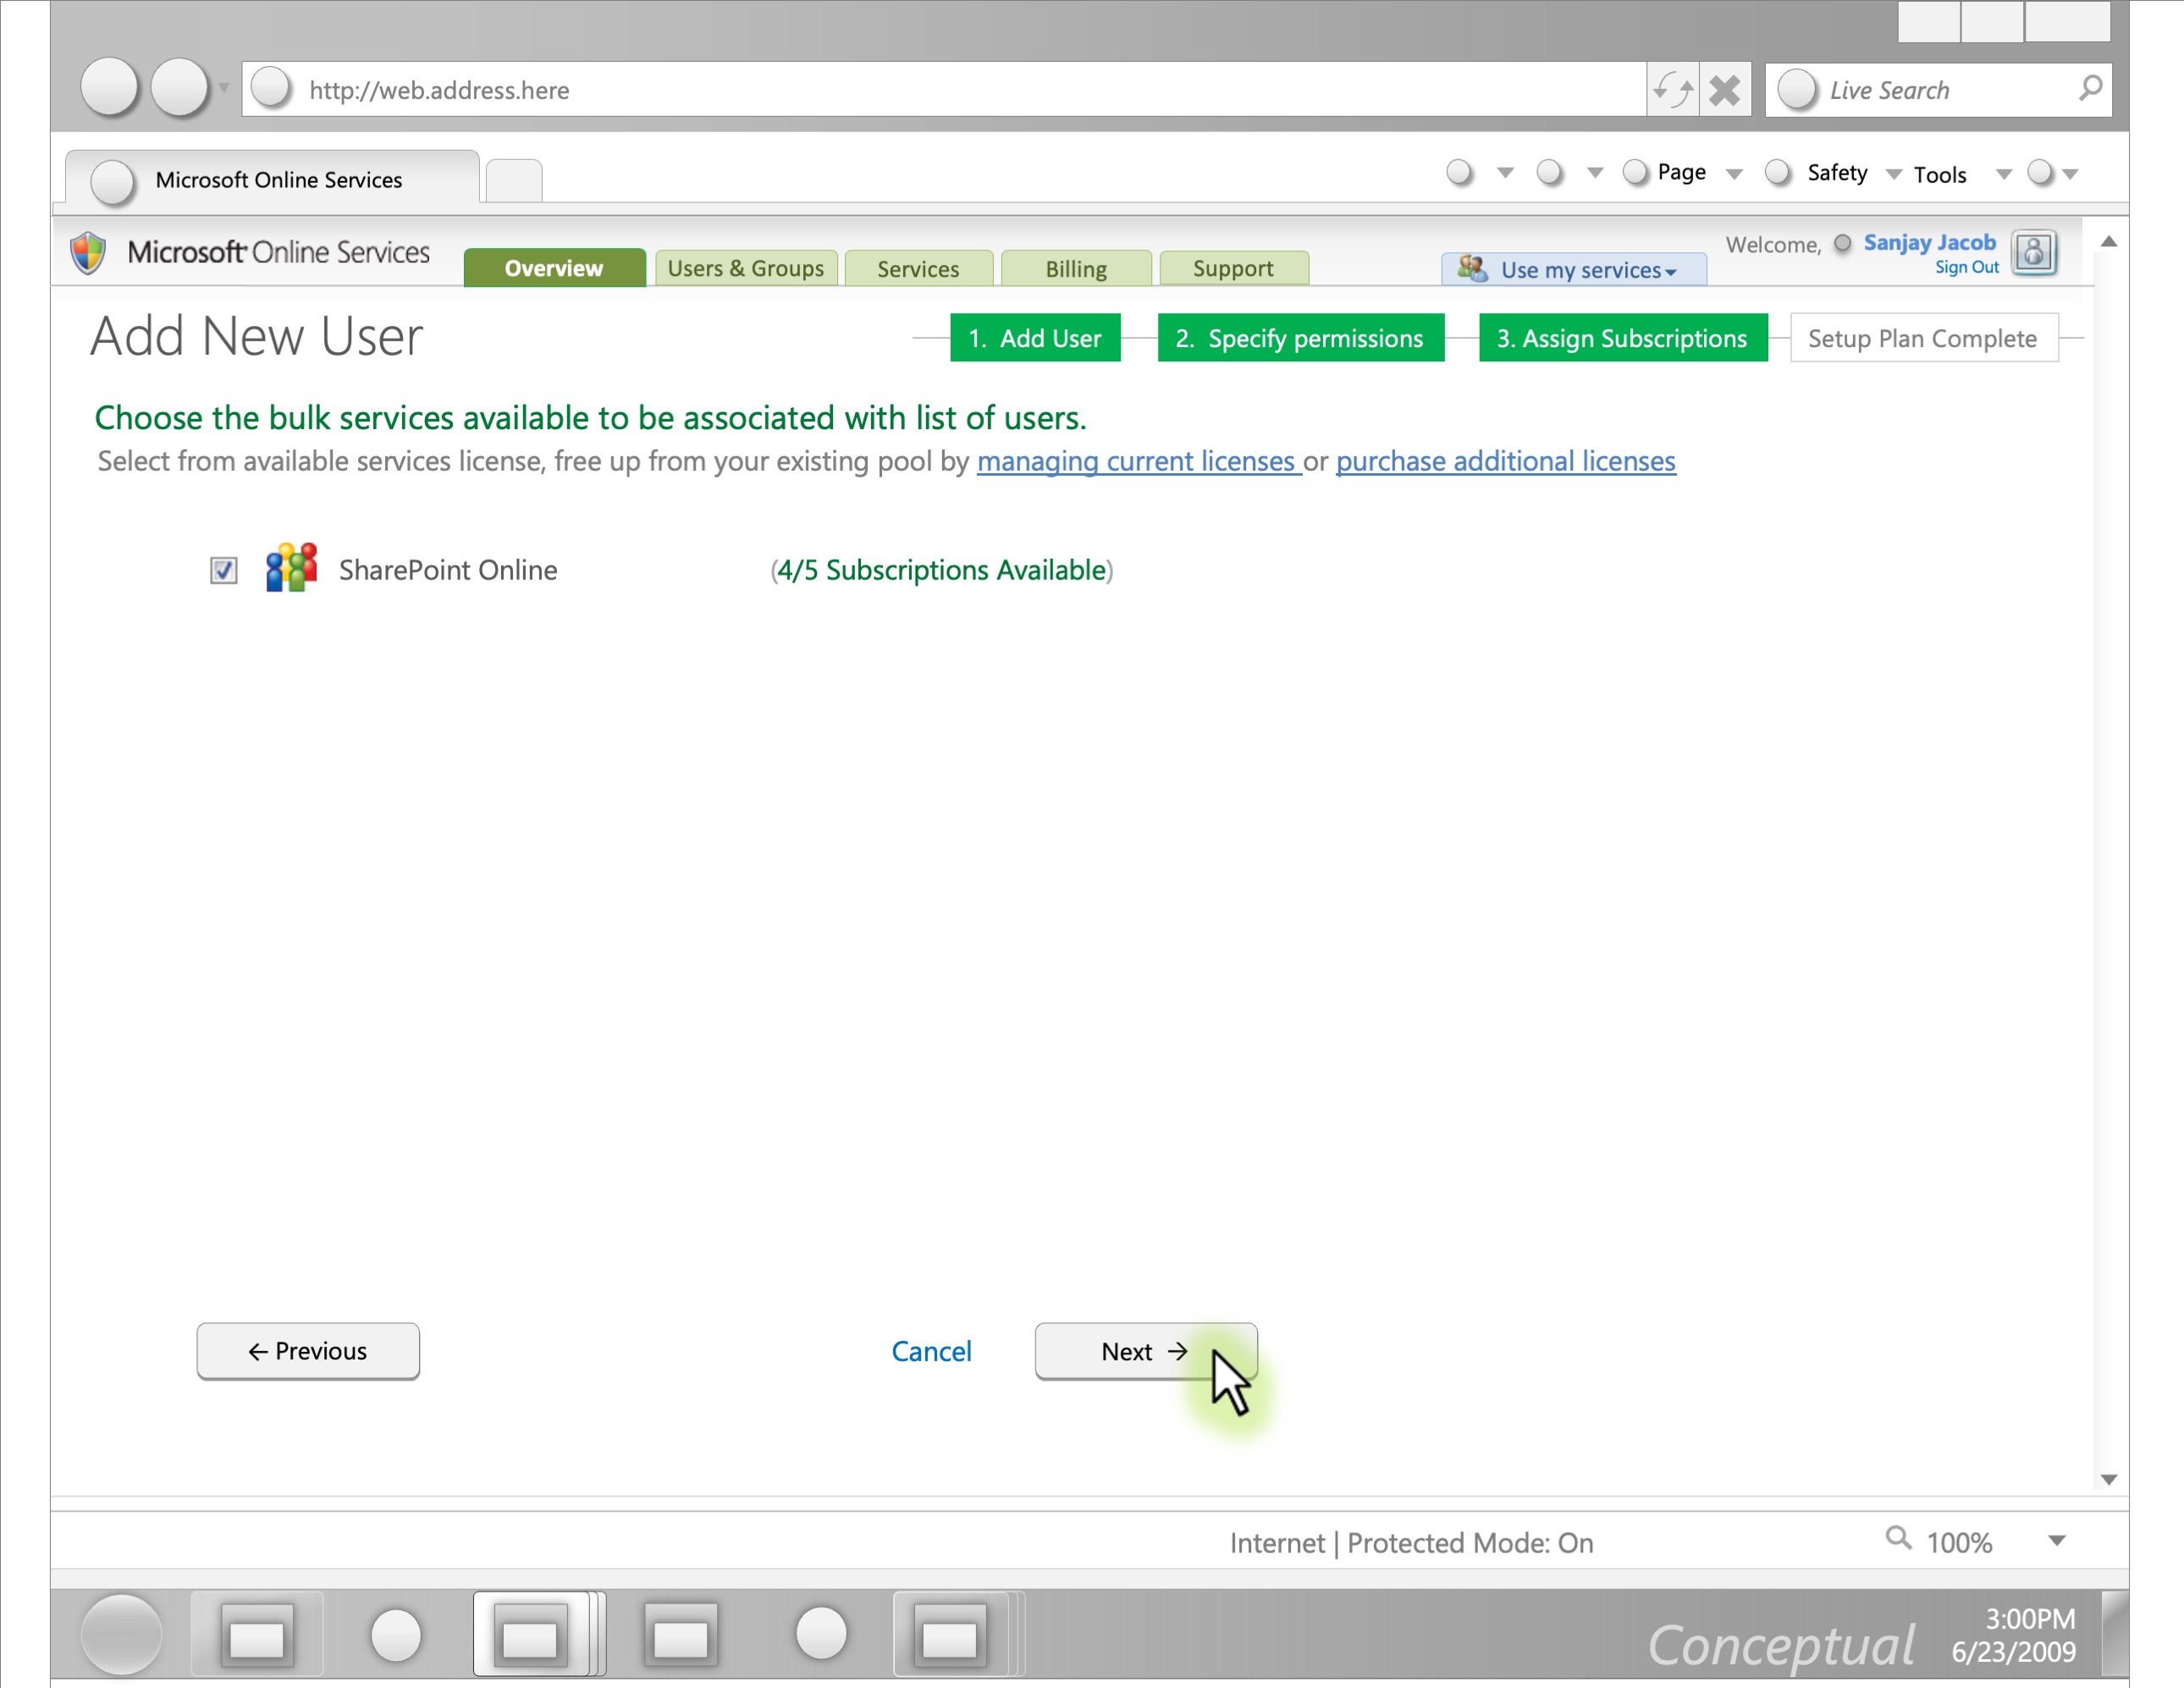 http://web.address.here
Live Search
Microsoft Online Services
Page
Safety
Tools
Microsoft Online Services
Overview
Users & Groups
Services
Billing
Support
Use my services
Welcome, Sanjay Jacob
Sign Out
Add New User
1. Add User
2. Specify permissions
3. Assign Subscriptions
Setup Plan Complete
Choose the bulk services available to be associated with list of users.
Select from available services license, free up from your existing pool by managing current licenses or purchase additional licenses
SharePoint Online
(4/5 Subscriptions Available)
← Previous
Cancel
Next →
Internet | Protected Mode: On
100%
Conceptual
3:00PM
6/23/2009